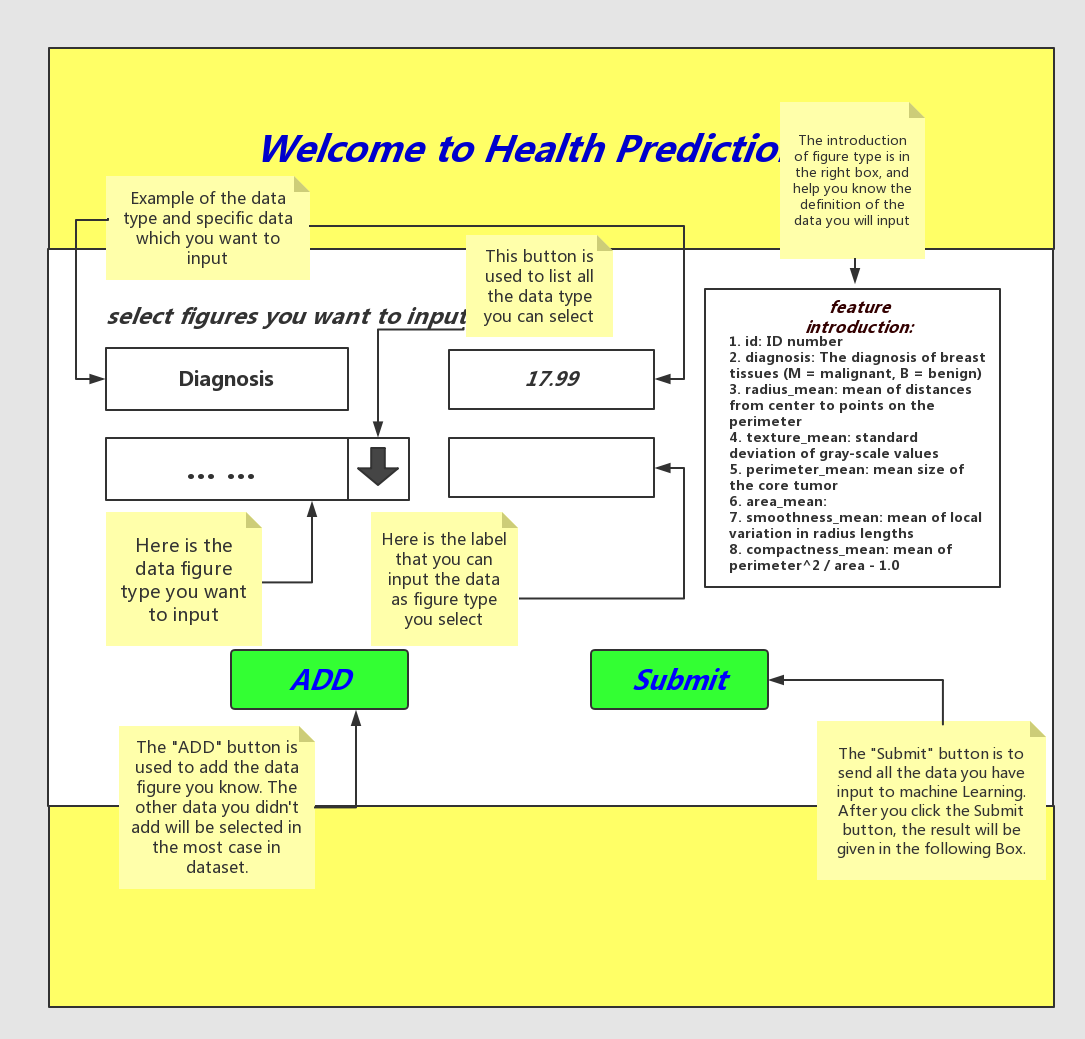 Welcome to Health Prediction
The introduction
of figure type is in
the right box, and
help you know the
definition of the
data you will input
Example of the data
type and specific data
which you want to
input
This button is
used to list all
the data type
you can select
select figures you want to input
feature
introduction:
1. id: ID number
2. diagnosis: The diagnosis of breast
tissues (M = malignant, B = benign)
3. radius_mean: mean of distances
from center to points on the
perimeter
4. texture_mean: standard
deviation of gray-scale values
5. perimeter_mean: mean size of
the core tumor
6. area_mean:
7. smoothness_mean: mean of local
variation in radius lengths
8. compactness_mean: mean of
perimeter^2 / area - 1.0
Diagnosis
17.99
... ...
Here is the
data figure
type you want
to input
Here is the label
that you can
input the data
as figure type
you select
ADD
Submit
The "ADD" button is
used to add the data
figure you know. The
other data you didn't
add will be selected in
the most case in
dataset.
The "Submit" button is to
send all the data you have
input to machine Learning.
After you click the Submit
button, the result will be
given in the following Box.